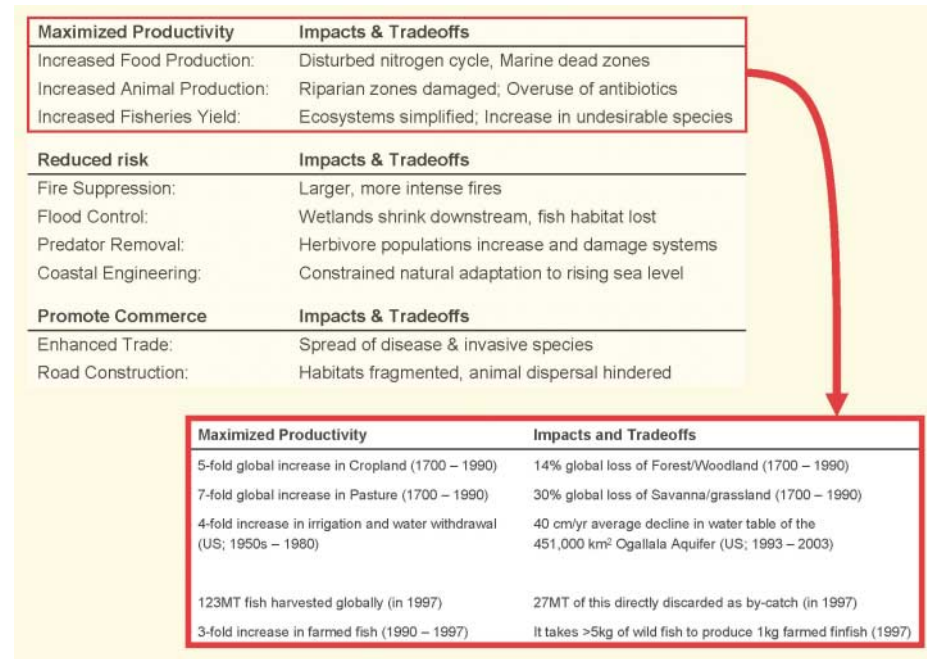 Maximized Productivity Impacts & Tradeoffs
Increased Food Production: Disturbed nitrogen cycle, Marine dead zones
Increased Animal Production: Riparian zones damaged; Overuse of antibiotics
Increased Fisheries Yield: Ecosystems simplified; Increase in undesirable species
Reduced risk Impacts & Tradeoffs
Fire Suppression: Larger, more intense fires
Flood Control: Wetlands shrink downstream, fish habitat lost
Predator Removal: Herbivore populations increase and damage systems
Coastal Engineering: Constrained natural adaptation to rising sea level
Promote Commerce Impacts & Tradeoffs
Enhanced Trade: Spread of disease & invasive species
Road Construction: Habitats fragmented, animal dispersal hindered
Maximized Productivity Impacts and Tradeoffs
5-fold global increase in Cropland (1700 – 1990) 14% global loss of Forest/Woodland (1700 – 1990)
7-fold global increase in Pasture (1700 – 1990) 30% global loss of Savanna/grassland (1700 – 1990)
4-fold increase in irrigation and water withdrawal 40 cm/yr average decline in water table of the
(US; 1950s – 1980) 451,000 km² Ogallala Aquifer (US; 1993 – 2003)
123MT fish harvested globally (in 1997) 27MT of this directly discarded as by-catch (in 1997)
3-fold increase in farmed fish (1990 – 1997) It takes >5kg of wild fish to produce 1kg farmed finfish (1997)